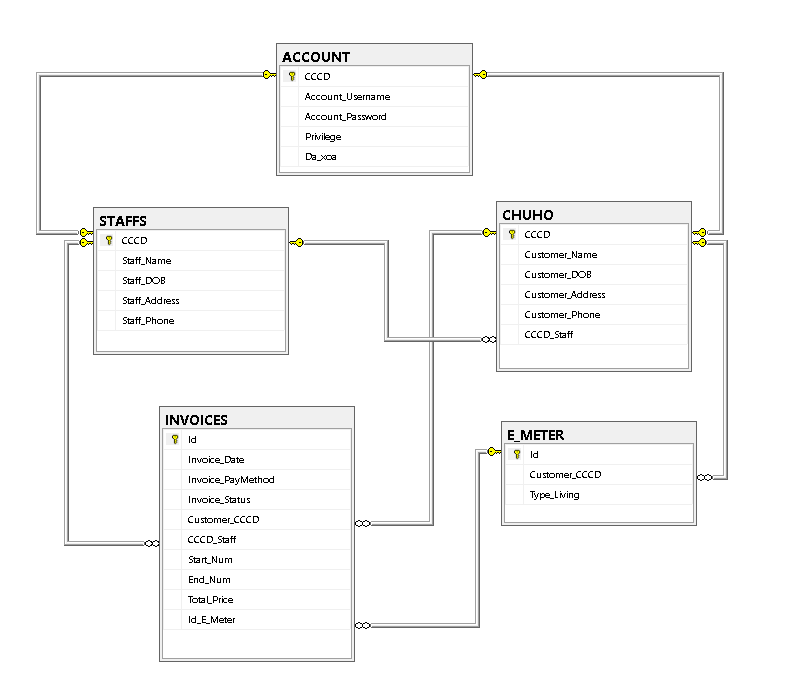 ACCOUNT
CCCD
Account_Username
Account_Password
Privilege
Da_xoa
STAFFS
CCCD
Staff_Name
Staff_DOB
Staff_Address
Staff_Phone
CHUHO
CCCD
Customer_Name
Customer_DOB
Customer_Address
Customer_Phone
CCCD_Staff
INVOICES
Id
Invoice_Date
Invoice_PayMethod
Invoice_Status
Customer_CCCD
CCCD_Staff
Start_Num
End_Num
Total_Price
Id_E_Meter
E_METER
Id
Customer_CCCD
Type_Living